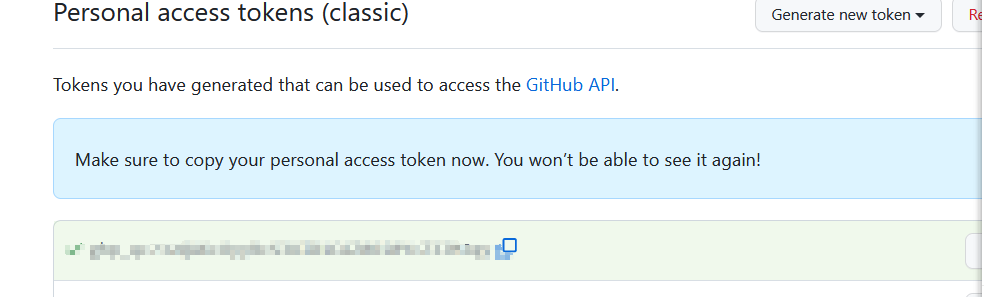 Personal access tokens (classic)
Generate new token
Re
Tokens you have generated that can be used to access the GitHub API.
Make sure to copy your personal access token now. You won’t be able to see it again!